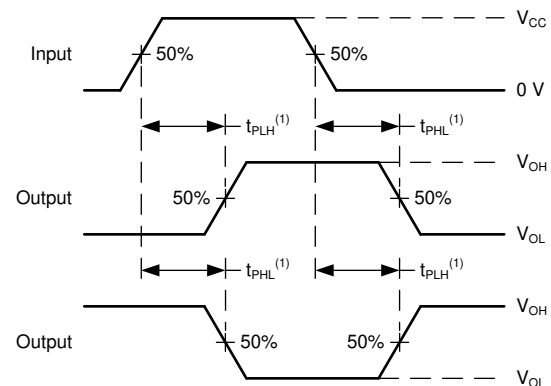 V_CC
Input 50% 50%
0 V
t_PLH^(1) t_PHL^(1)
V_OH
Output 50% 50%
V_OL
t_PHL^(1) t_PLH^(1)
V_OH
Output 50% 50%
V_OL